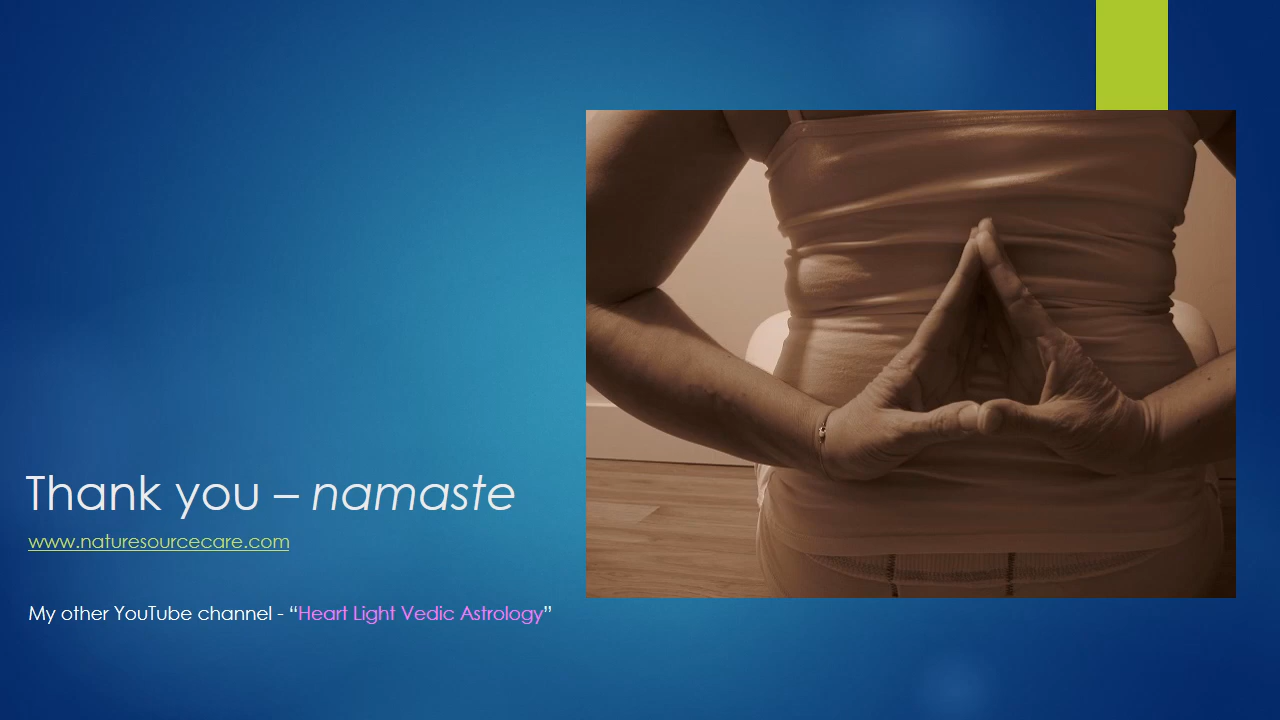 Thank you – namaste
www.naturesourcecare.com
My other YouTube channel - “Heart Light Vedic Astrology”